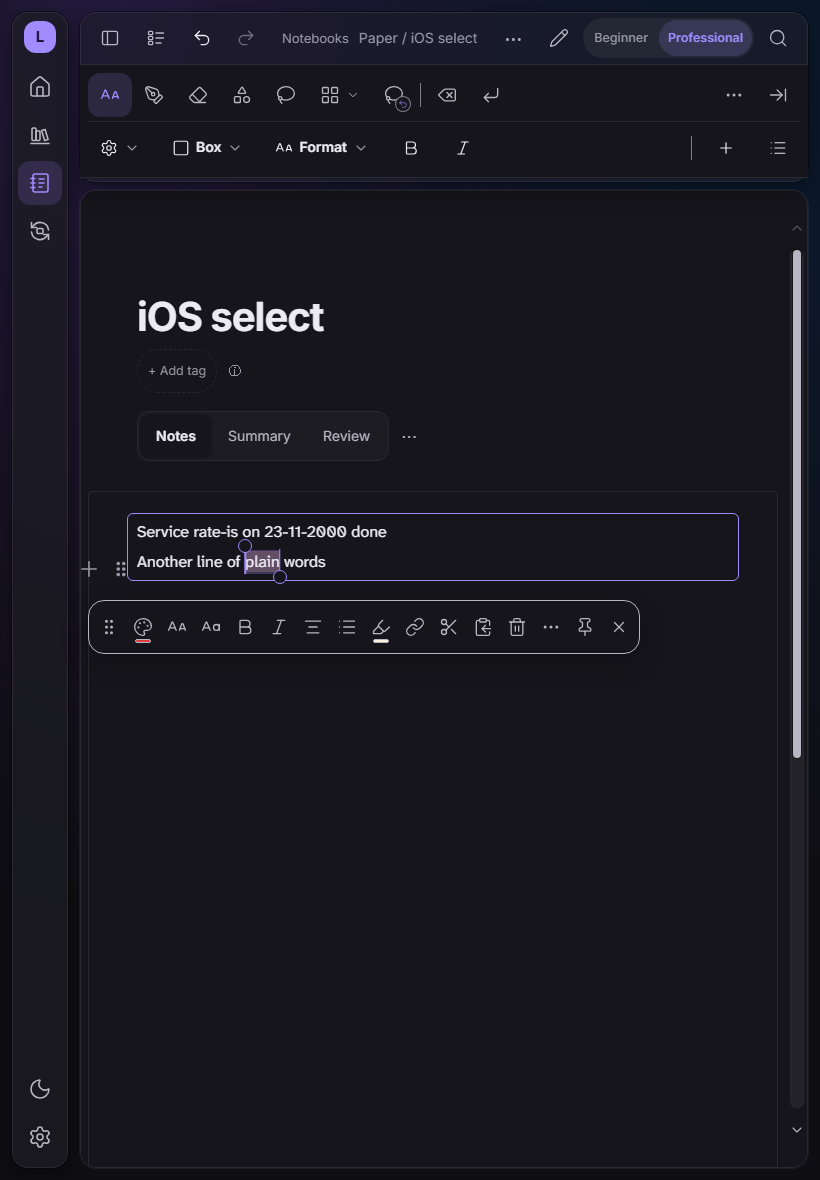 L
Notebooks Paper / iOS select
Beginner Professional
Box
Format
B I
iOS select
+ Add tag
Notes Summary Review
Service rate-is on 23-11-2000 done
Another line of plain words